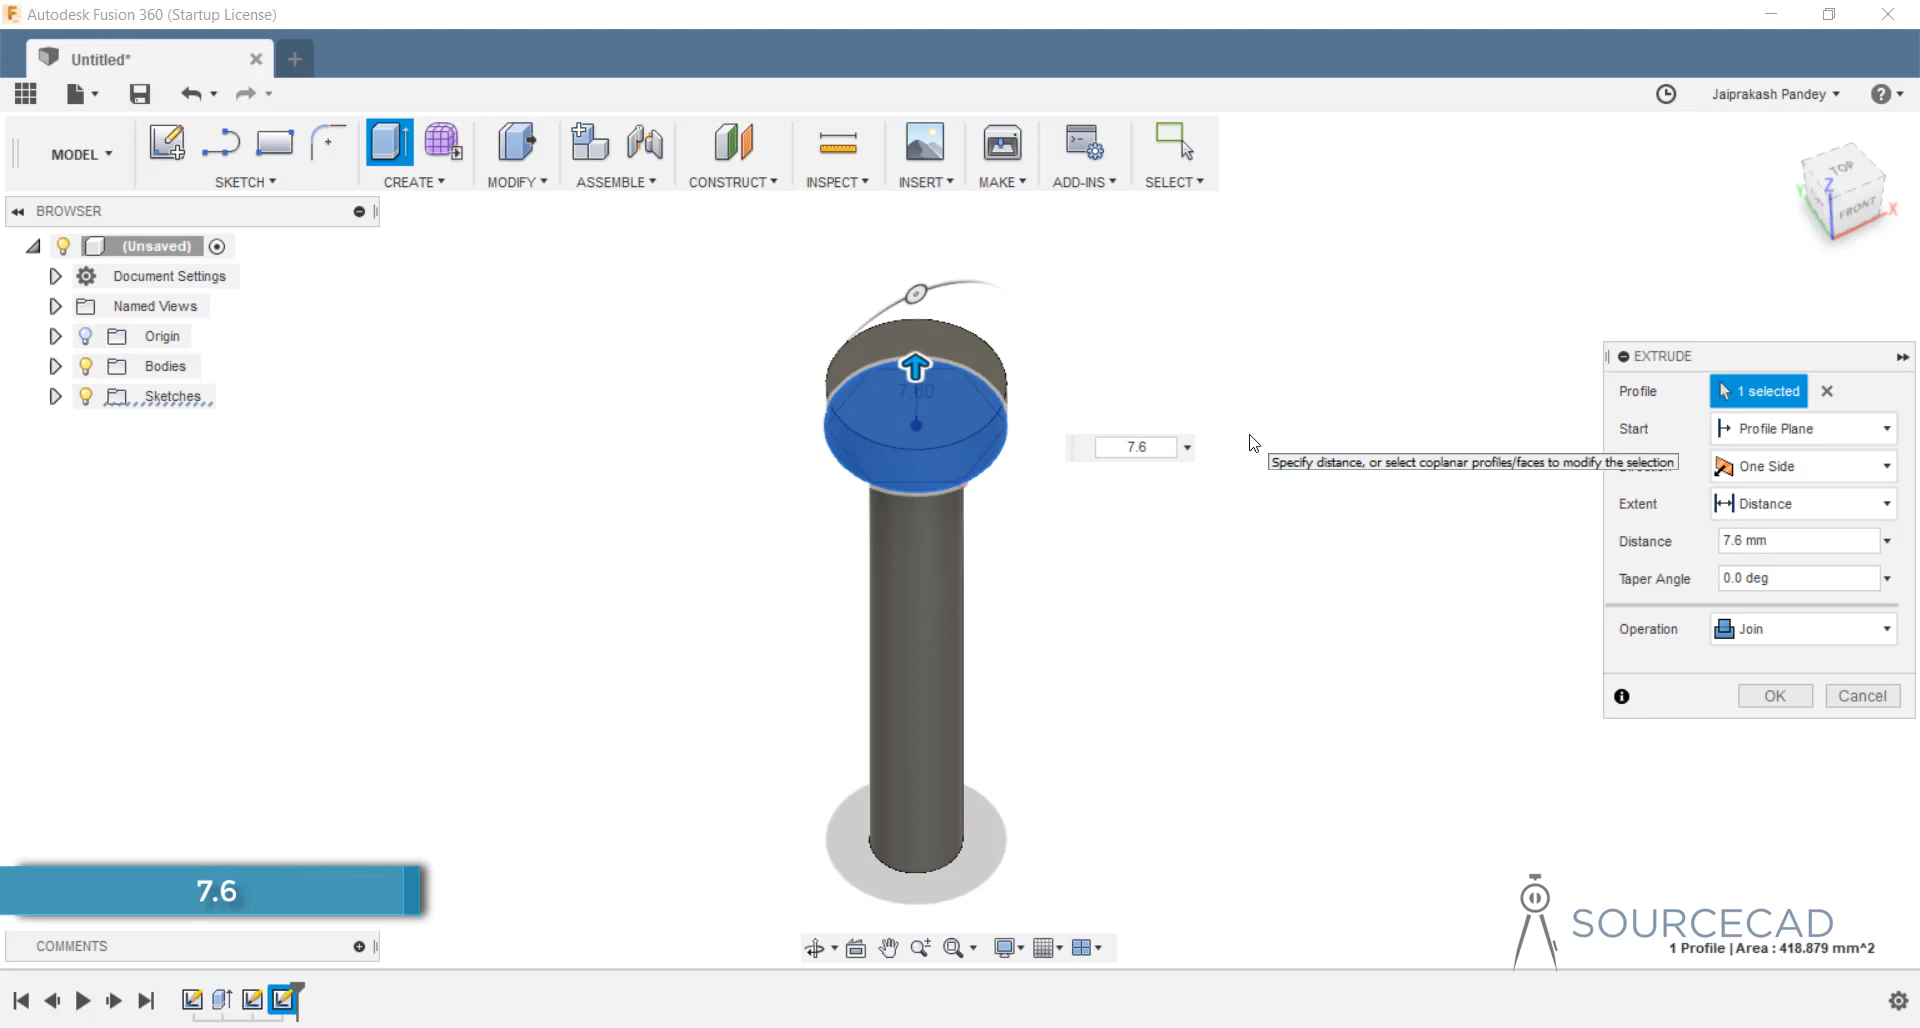 Autodesk Fusion 360 (Startup License)
Untitled*
Jaiprakash Pandey
MODEL
SKETCH
CREATE
MODIFY
ASSEMBLE
CONSTRUCT
INSPECT
INSERT
MAKE
ADD-INS
SELECT
TOP
FRONT
X
Y
Z
BROWSER
(Unsaved)
Document Settings
Named Views
Origin
Bodies
Sketches
7.60
7.6
Specify distance, or select coplanar profiles/faces to modify the selection
EXTRUDE
Profile 1 selected
Start Profile Plane
One Side
Extent Distance
Distance 7.6 mm
Taper Angle 0.0 deg
Operation Join
OK Cancel
7.6
SOURCECAD
1 Profile | Area : 418.879 mm^2
COMMENTS